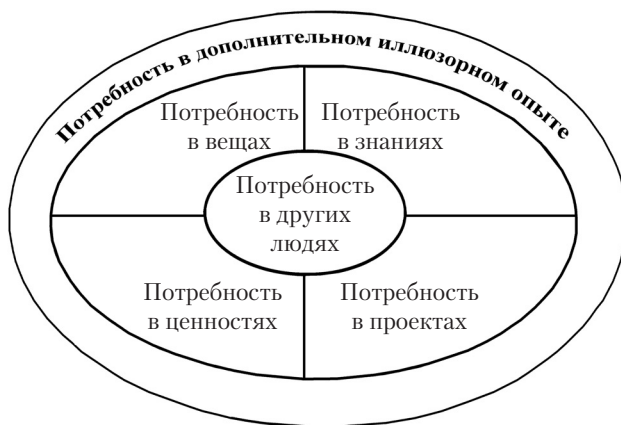 Потребность в дополнительном иллюзорном опыте
Потребность
в вещах
Потребность
в знаниях
Потребность
в других
людях
Потребность
в ценностях
Потребность
в проектах